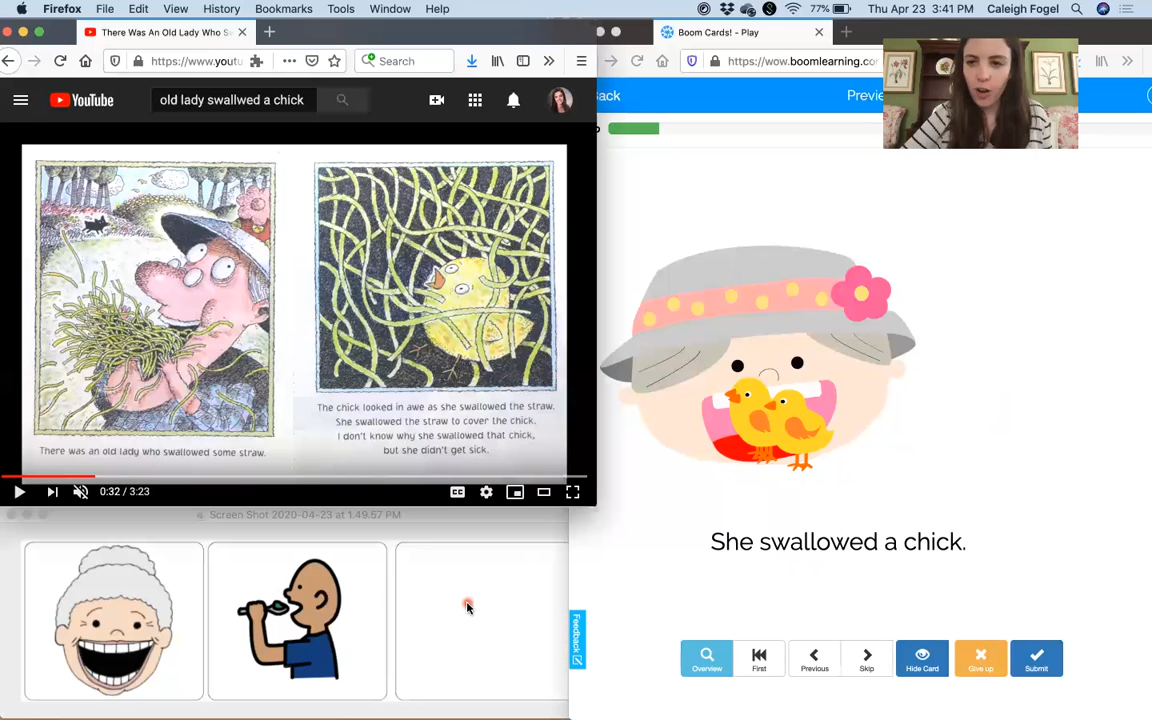 Firefox File Edit View History Bookmarks Tools Window Help 77% Thu Apr 23 3:41 PM Caleigh Fogel
There Was An Old Lady Who S
Boom Cards! - Play
https://www.youtu
Search
https://wow.boomlearning.co
YouTube
old lady swallwed a chick
Back
Preview
The chick looked in awe as she swallowed the straw.
She swallowed the straw to cover the chick.
I don't know why she swallowed that chick,
but she didn't get sick.
There was an old lady who swallowed some straw.
0:32 / 3:23
CC
Screen Shot 2020-04-23 at 1.49.57 PM
She swallowed a chick.
Feedback
Overview
First
Previous
Skip
Hide Card
Give up
Submit